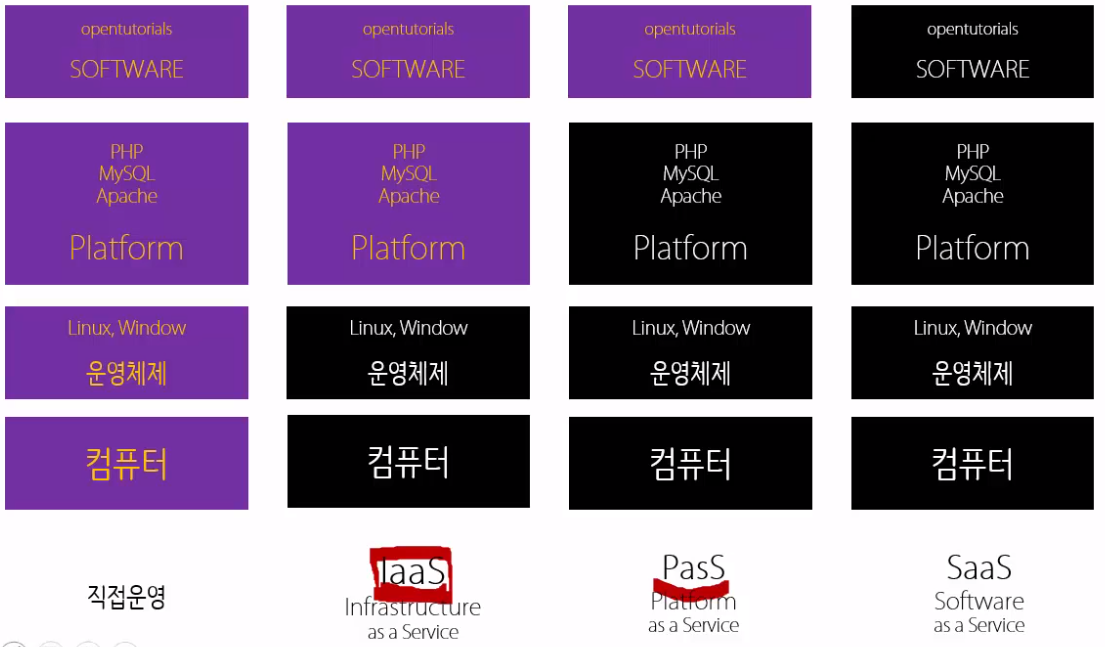 opentutorials
SOFTWARE
opentutorials
SOFTWARE
opentutorials
SOFTWARE
opentutorials
SOFTWARE
PHP
MySQL
Apache
Platform
PHP
MySQL
Apache
Platform
PHP
MySQL
Apache
Platform
PHP
MySQL
Apache
Platform
Linux, Window
운영체제
Linux, Window
운영체제
Linux, Window
운영체제
Linux, Window
운영체제
컴퓨터
컴퓨터
컴퓨터
컴퓨터
직접운영
IaaS
Infrastructure
as a Service
PasS
Platform
as a Service
SaaS
Software
as a Service